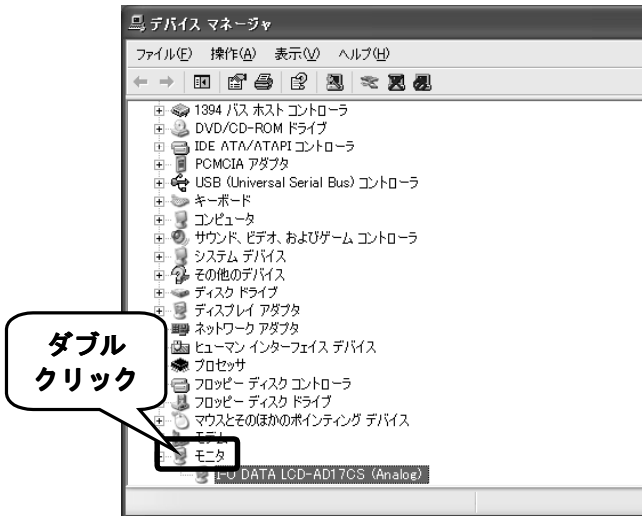 デバイス マネージャ
ファイル(F) 操作(A) 表示(V) ヘルプ(H)
1394 バス ホスト コントローラ
DVD/CD-ROM ドライブ
IDE ATA/ATAPI コントローラ
PCMCIA アダプタ
USB (Universal Serial Bus) コントローラ
キーボード
コンピュータ
サウンド、ビデオ、およびゲーム コントローラ
システム デバイス
その他のデバイス
ディスク ドライブ
ディスプレイ アダプタ
ネットワーク アダプタ
ヒューマン インターフェイス デバイス
プロセッサ
フロッピー ディスク コントローラ
フロッピー ディスク ドライブ
マウスとそのほかのポインティング デバイス
モデム
モニタ
I-O DATA LCD-AD17CS (Analog)
ダブル
クリック